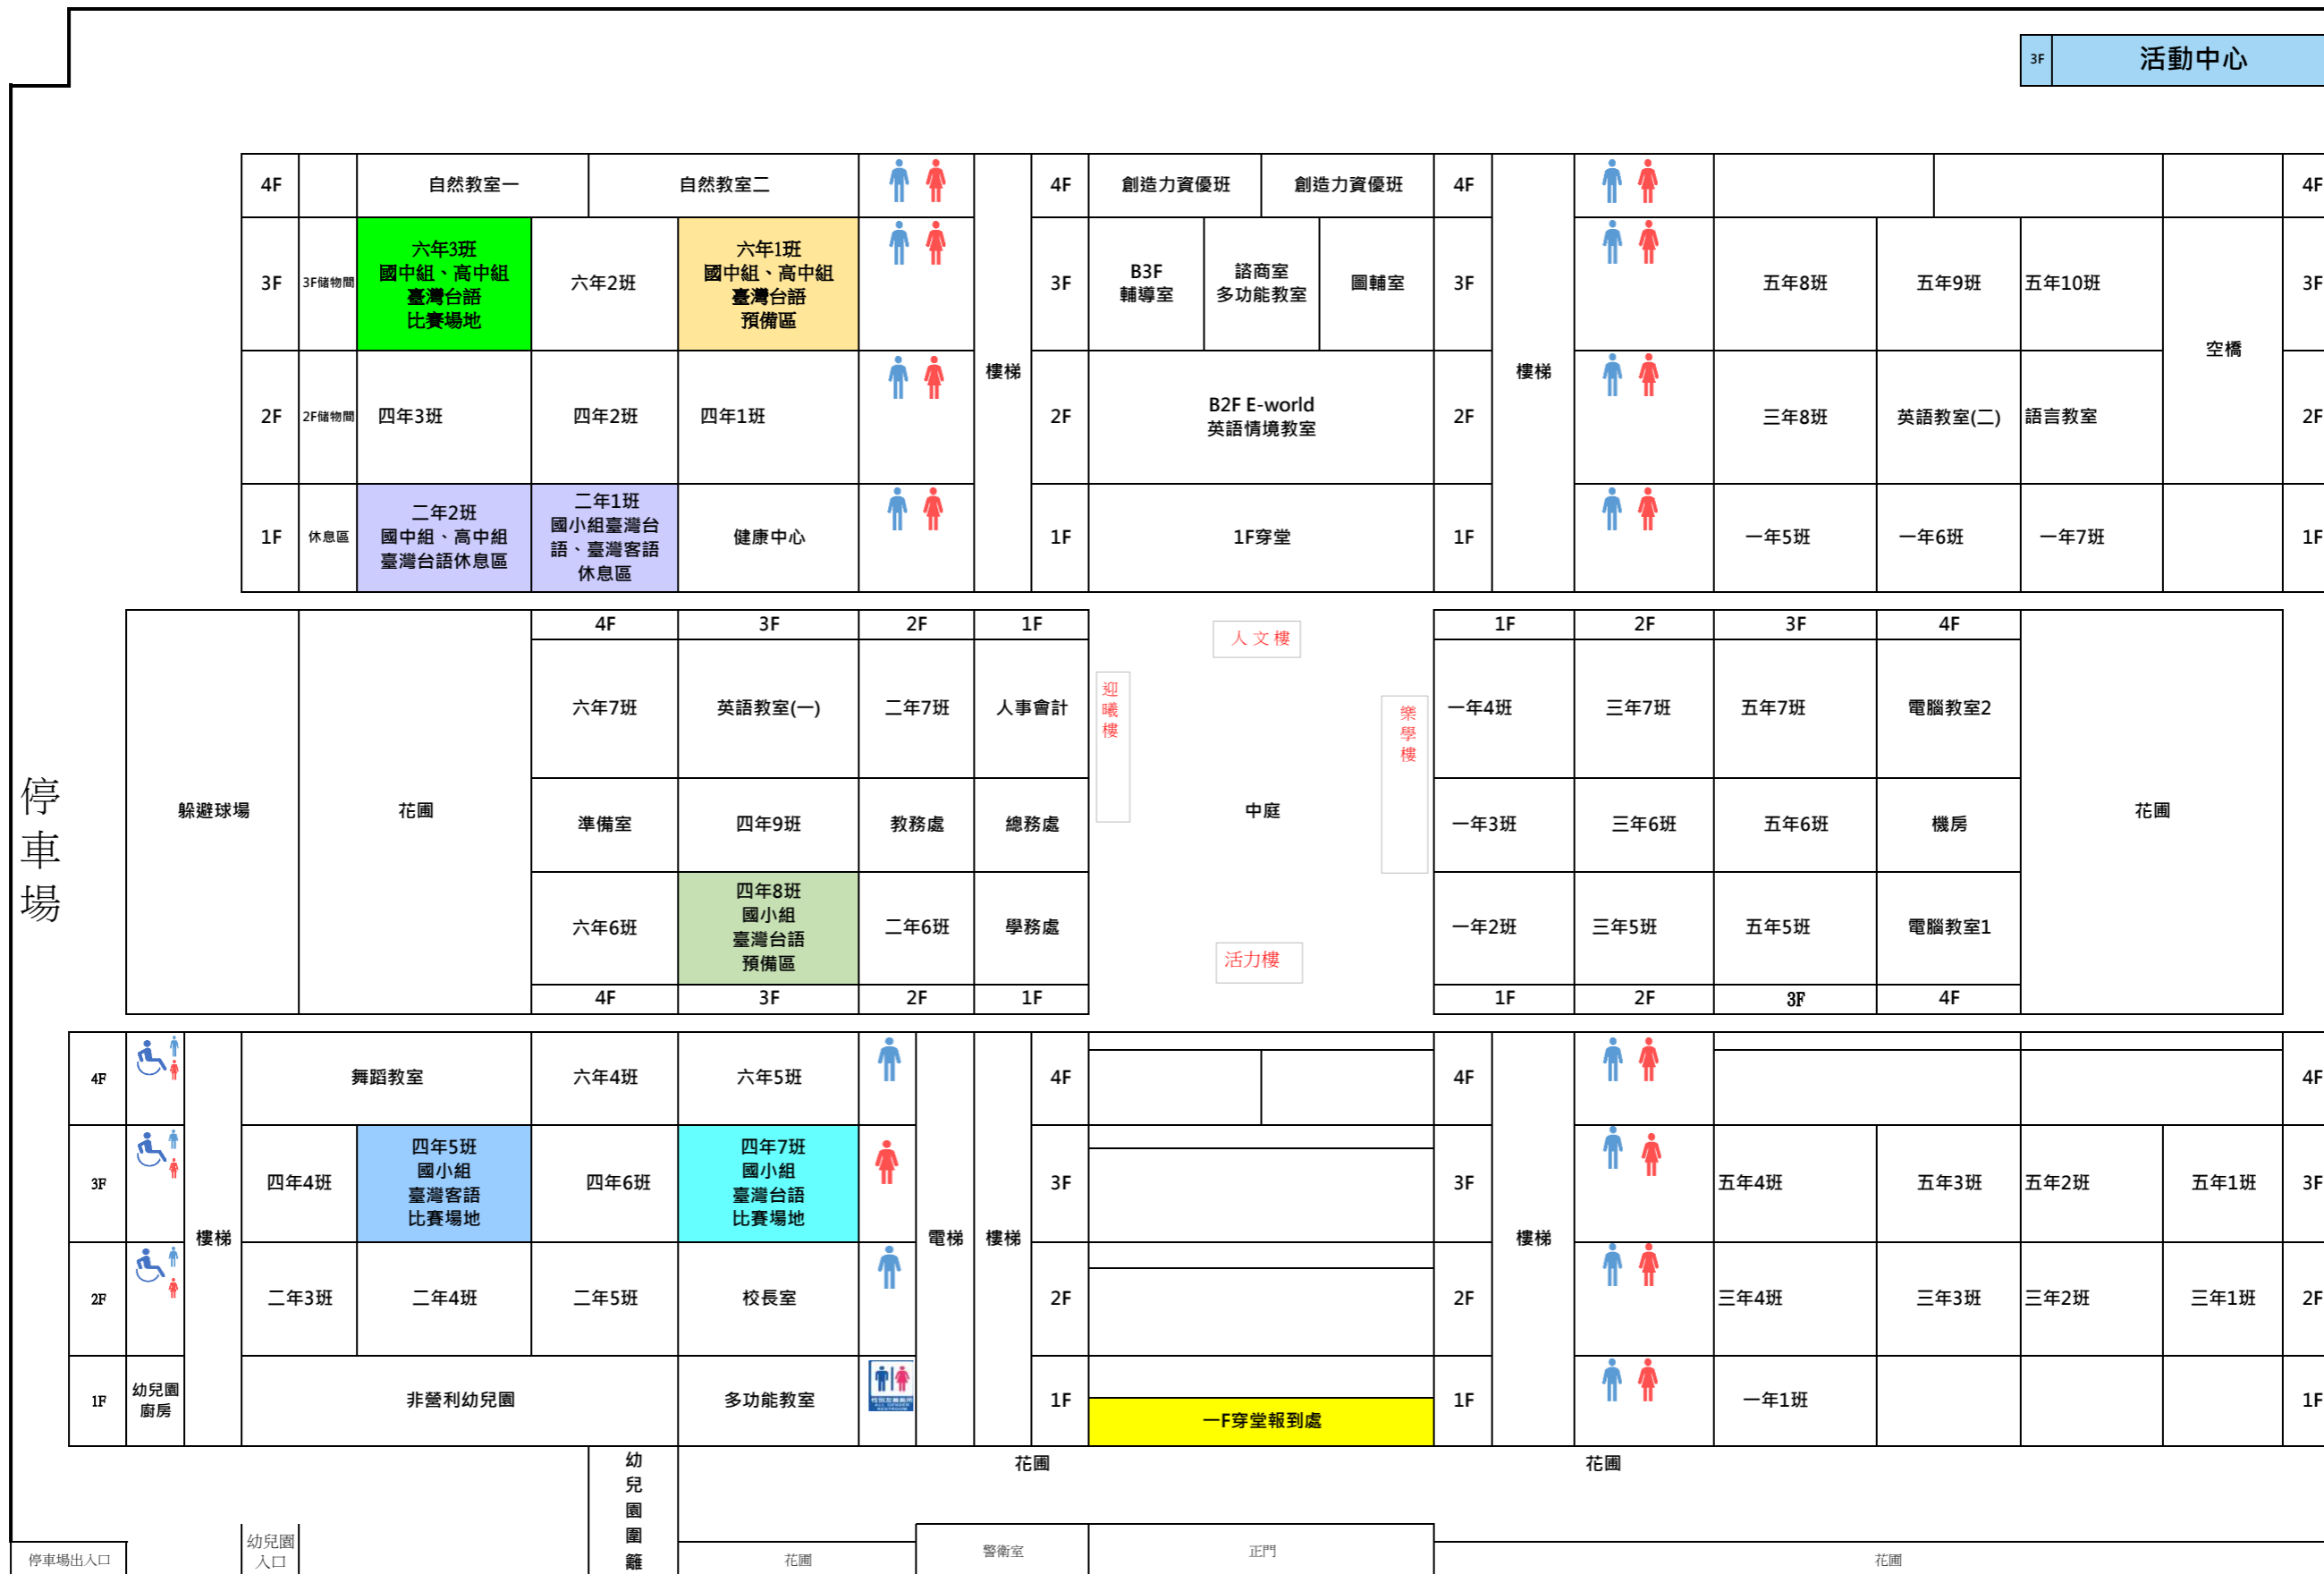 3F 活動中心
4F 自然教室一 自然教室二 4F 創造力資優班 創造力資優班 4F 4F
3F 3F儲物間
六年3班
國中組、高中組
臺灣台語
比賽場地
六年2班
六年1班
國中組、高中組
臺灣台語
預備區
3F
B3F
輔導室
諮商室
多功能教室
圖輔室
3F
五年8班 五年9班 五年10班
3F
樓梯
樓梯
空橋
2F 2F儲物間 四年3班 四年2班 四年1班 2F
B2F E-world
英語情境教室
2F 三年8班 英語教室(二) 語言教室 2F
1F 休息區
二年2班
國中組、高中組
臺灣台語休息區
二年1班
國小組臺灣台
語、臺灣客語
休息區
健康中心
1F 1F穿堂 1F 一年5班 一年6班 一年7班 1F
4F 3F 2F 1F
人文樓
1F 2F 3F 4F
六年7班 英語教室(一) 二年7班 人事會計
迎曦樓
樂學樓
一年4班 三年7班 五年7班 電腦教室2
停車場
躲避球場 花圃
準備室 四年9班 教務處 總務處
中庭
一年3班 三年6班 五年6班 機房
花圃
六年6班
四年8班
國小組
臺灣台語
預備區
二年6班 學務處
活力樓
一年2班 三年5班 五年5班 電腦教室1
4F 3F 2F 1F
1F 2F 3F 4F
4F 舞蹈教室 六年4班 六年5班 4F 4F 4F
3F 四年4班
四年5班
國小組
臺灣客語
比賽場地
四年6班
四年7班
國小組
臺灣台語
比賽場地
3F 3F 五年4班 五年3班 五年2班 五年1班 3F
樓梯 電梯 樓梯 樓梯
2F 二年3班 二年4班 二年5班 校長室 2F 2F 三年4班 三年3班 三年2班 三年1班 2F
1F
幼兒園
廚房
非營利幼兒園 多功能教室
ALL GENDER
RESTROOM
1F
一F穿堂報到處
1F 一年1班 1F
幼兒園圍籬
花圃 花圃
停車場出入口
幼兒園
入口
花圃 警衛室 正門 花圃